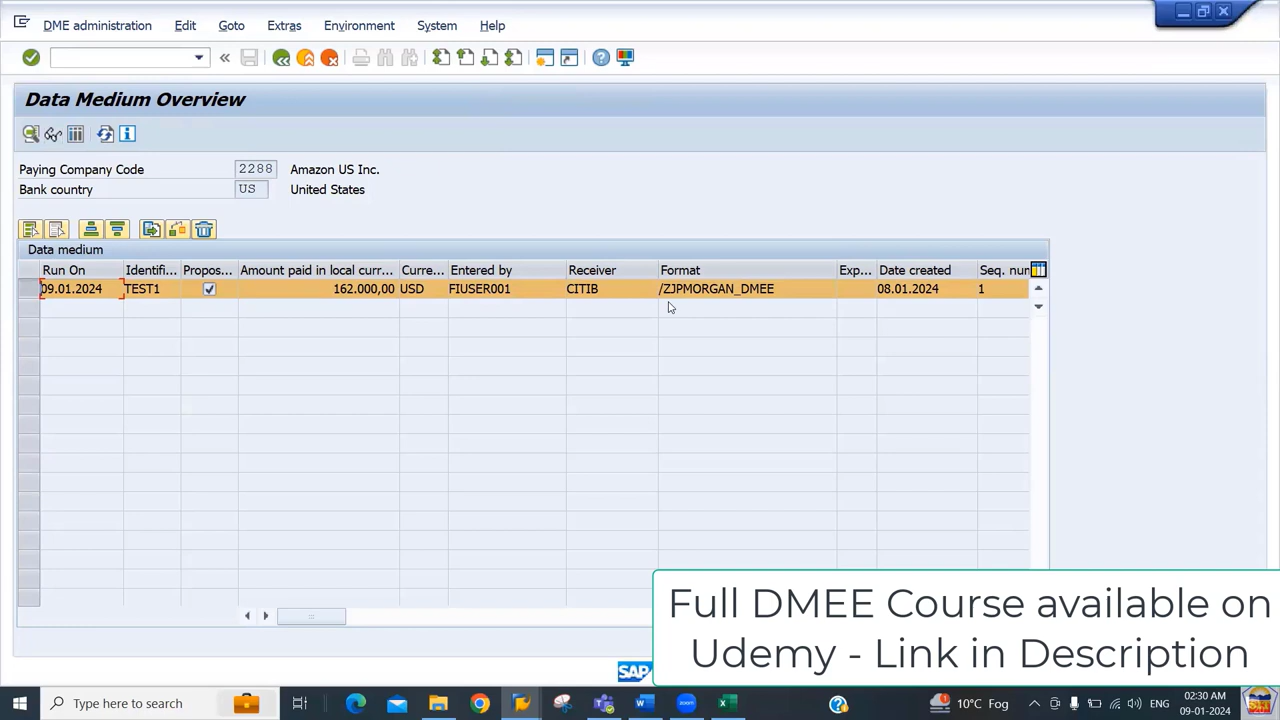 DME administration Edit Goto Extras Environment System Help
Data Medium Overview
Paying Company Code 2288 Amazon US Inc.
Bank country US United States
Data medium
Run On Identifi... Propos... Amount paid in local curr... Curre... Entered by Receiver Format Exp... Date created Seq. nun
09.01.2024 TEST1 162.000,00 USD FIUSER001 CITIB /ZJPMORGAN_DMEE 08.01.2024 1
Full DMEE Course available on
Udemy - Link in Description
SAP
Type here to search
10°C Fog
ENG
02:30 AM
09-01-2024